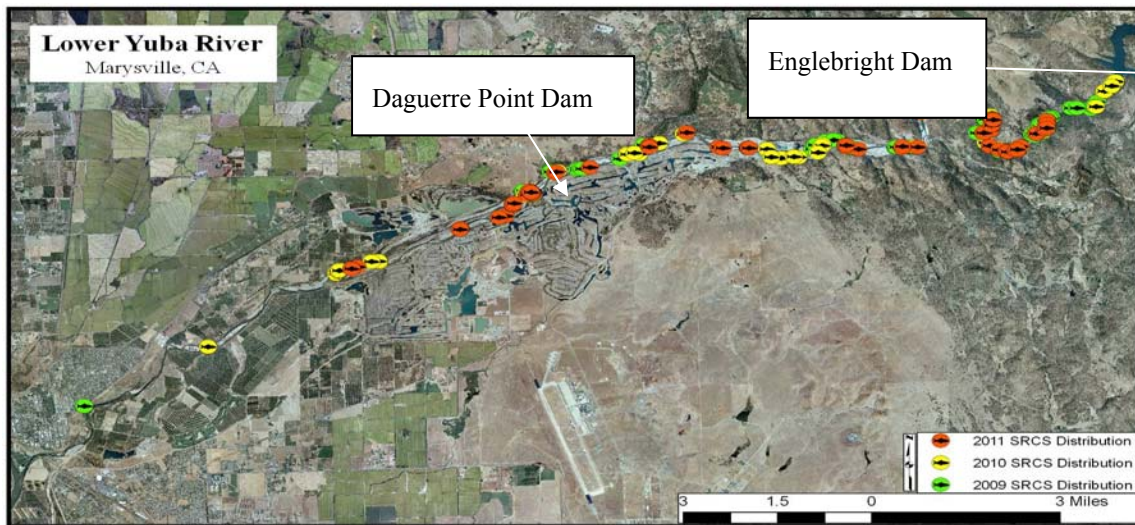 Lower Yuba River
Marysville, CA
Daguerre Point Dam
Englebright Dam
2011 SRCS Distribution
2010 SRCS Distribution
2009 SRCS Distribution
3 1.5 0 3 Miles